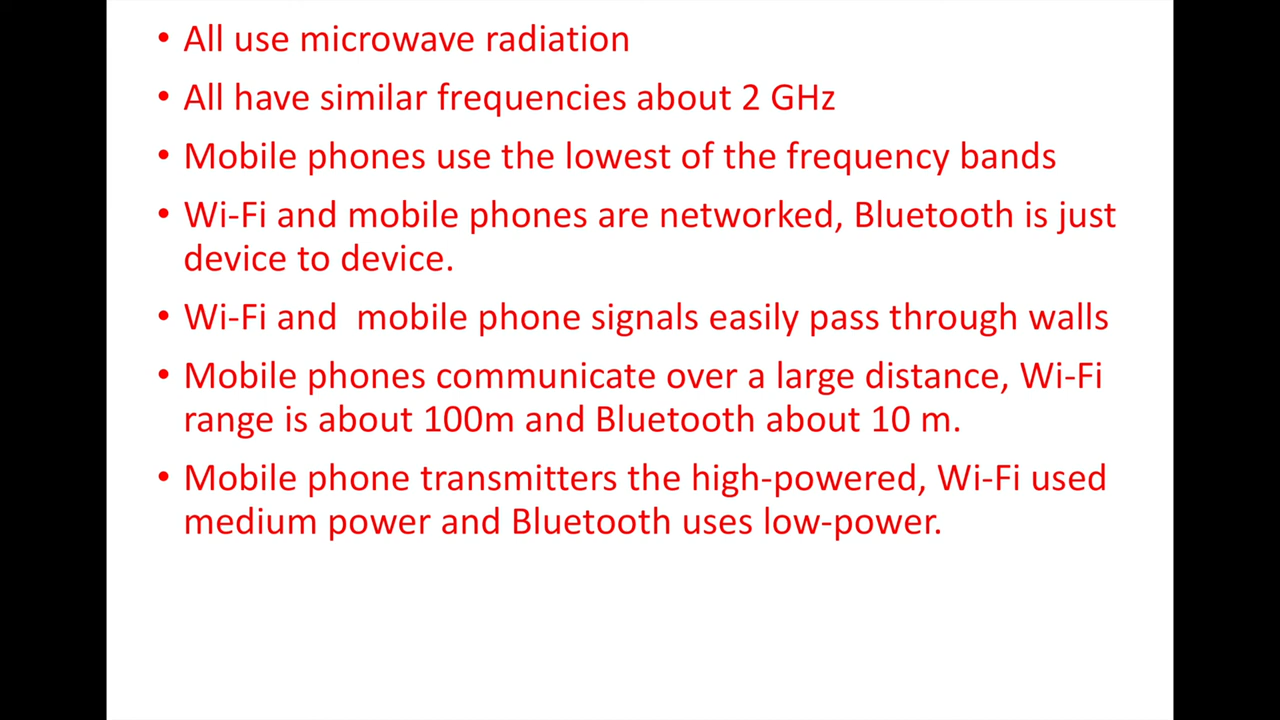 • All use microwave radiation
• All have similar frequencies about 2 GHz
• Mobile phones use the lowest of the frequency bands
• Wi-Fi and mobile phones are networked, Bluetooth is just
device to device.
• Wi-Fi and  mobile phone signals easily pass through walls
• Mobile phones communicate over a large distance, Wi-Fi
range is about 100m and Bluetooth about 10 m.
• Mobile phone transmitters the high-powered, Wi-Fi used
medium power and Bluetooth uses low-power.